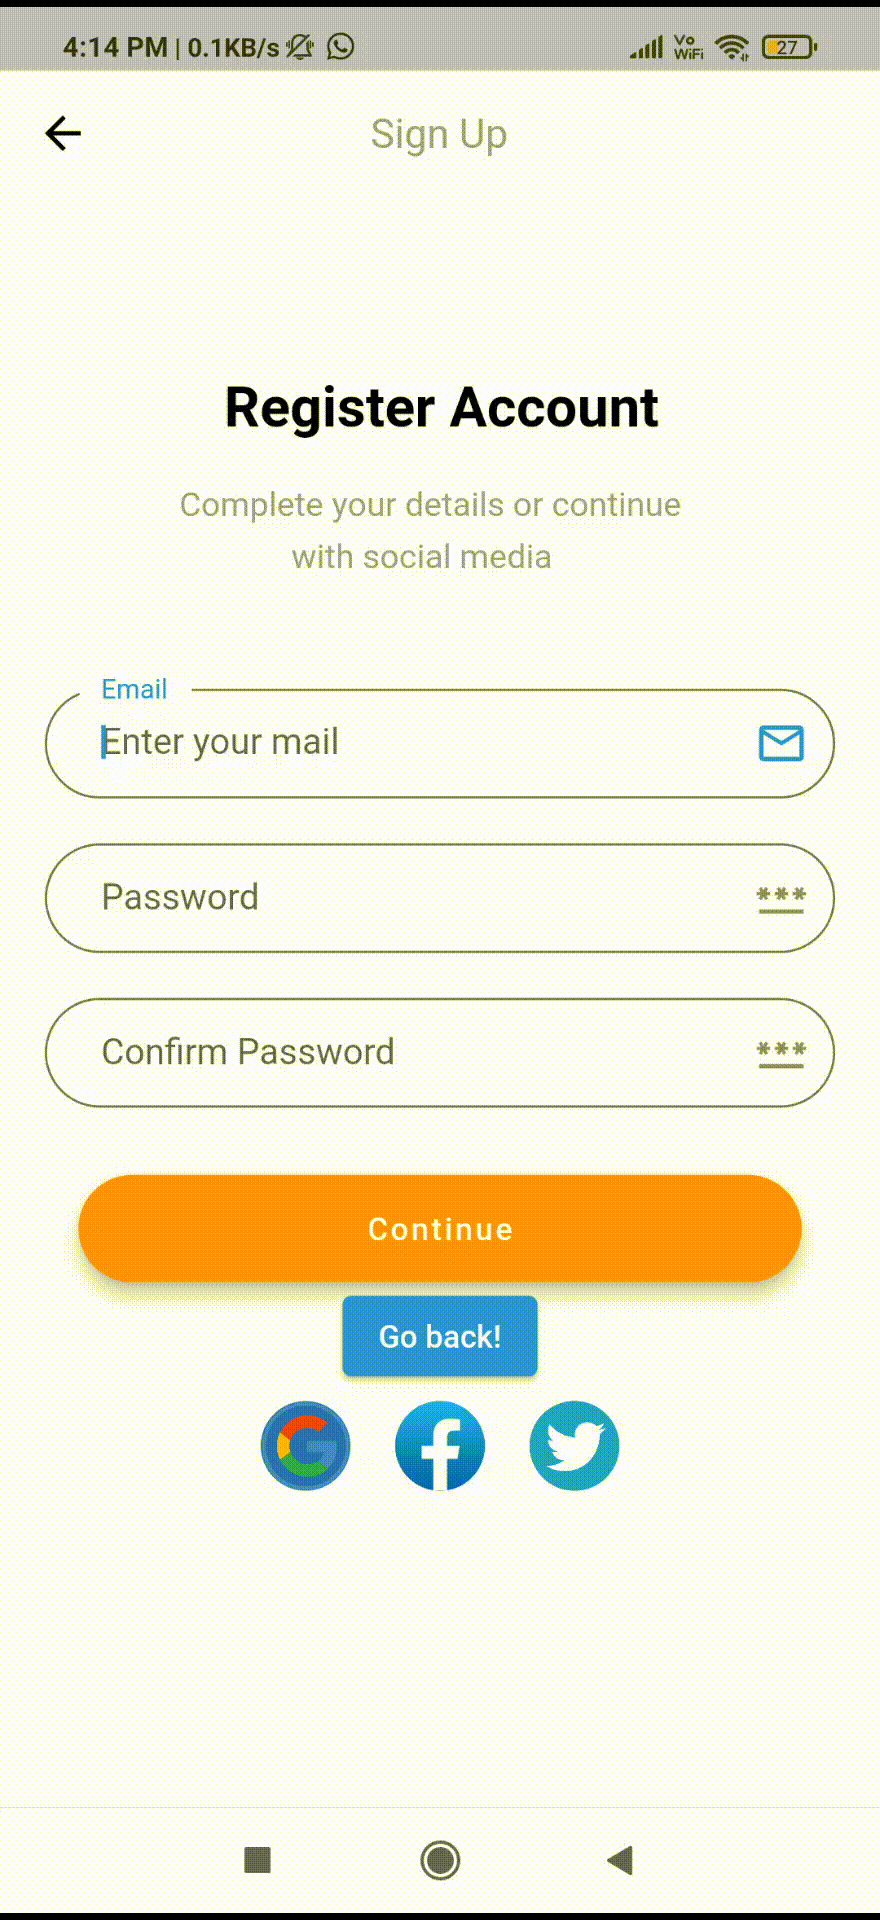 4:14 PM | 0.1KB/s
Vo
WiFi
27
Sign Up
Register Account
Complete your details or continue
with social media
Email
Enter your mail
Password
***
Confirm Password
***
Continue
Go back!